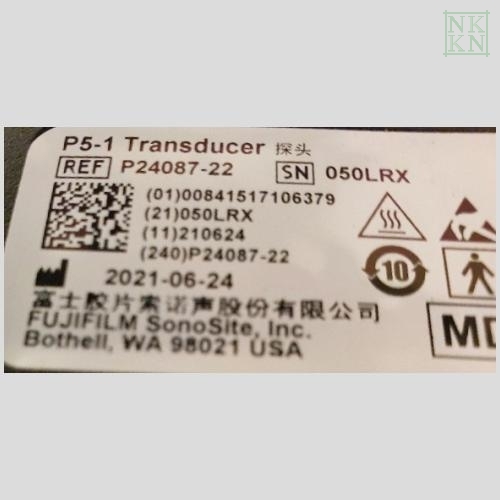 NK
KN
P5-1 Transducer 探头
REF P24087-22 SN 050LRX
(01)00841517106379
(21)050LRX
(11)210624
(240)P24087-22
10
2021-06-24
富士胶片索诺声股份有限公司
FUJIFILM SonoSite, Inc.
Bothell, WA 98021 USA
MD